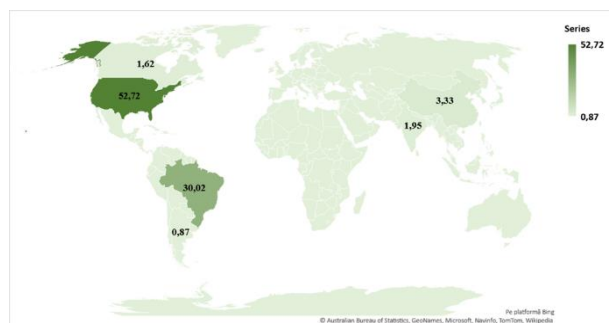 Series
52,72
0,87
1,62
52,72
3,33
1,95
30,02
0,87
Pe platformă Bing
© Australian Bureau of Statistics, GeoNames, Microsoft, Navinfo, TomTom, Wikipedia